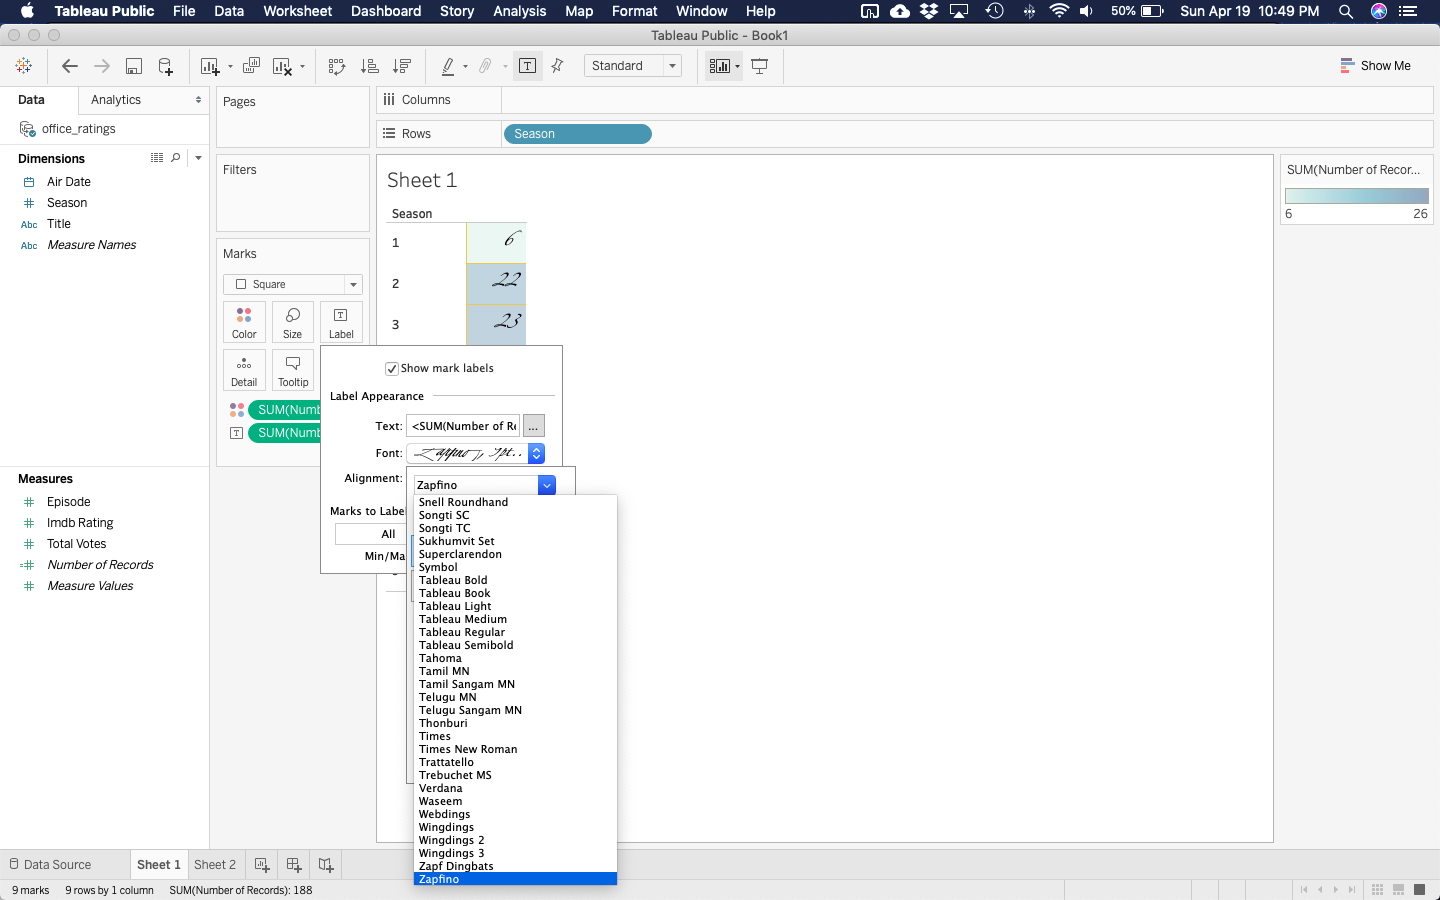 Tableau Public File Data Worksheet Dashboard Story Analysis Map Format Window Help 50% Sun Apr 19 10:49 PM
Tableau Public - Book1
Standard Show Me
Data Analytics
office_ratings
Dimensions
Air Date
Season
Abc Title
Abc Measure Names
Measures
Episode
Imdb Rating
Total Votes
Number of Records
Measure Values
Pages
Filters
Marks
Square
Color Size Label
Detail Tooltip
SUM(Numb
SUM(Numb
Columns
Rows Season
Sheet 1
Season
1 6
2 22
3 23
Show mark labels
Label Appearance
Text: <SUM(Number of Re ...
Font: Zapfino, 7pt..
Alignment:
Marks to Label
All
Min/Ma
Zapfino
Snell Roundhand
Songti SC
Songti TC
Sukhumvit Set
Superclarendon
Symbol
Tableau Bold
Tableau Book
Tableau Light
Tableau Medium
Tableau Regular
Tableau Semibold
Tahoma
Tamil MN
Tamil Sangam MN
Telugu MN
Telugu Sangam MN
Thonburi
Times
Times New Roman
Trattatello
Trebuchet MS
Verdana
Waseem
Webdings
Wingdings
Wingdings 2
Wingdings 3
Zapf Dingbats
Zapfino
SUM(Number of Recor...
6 26
Data Source Sheet 1 Sheet 2
9 marks 9 rows by 1 column SUM(Number of Records): 188